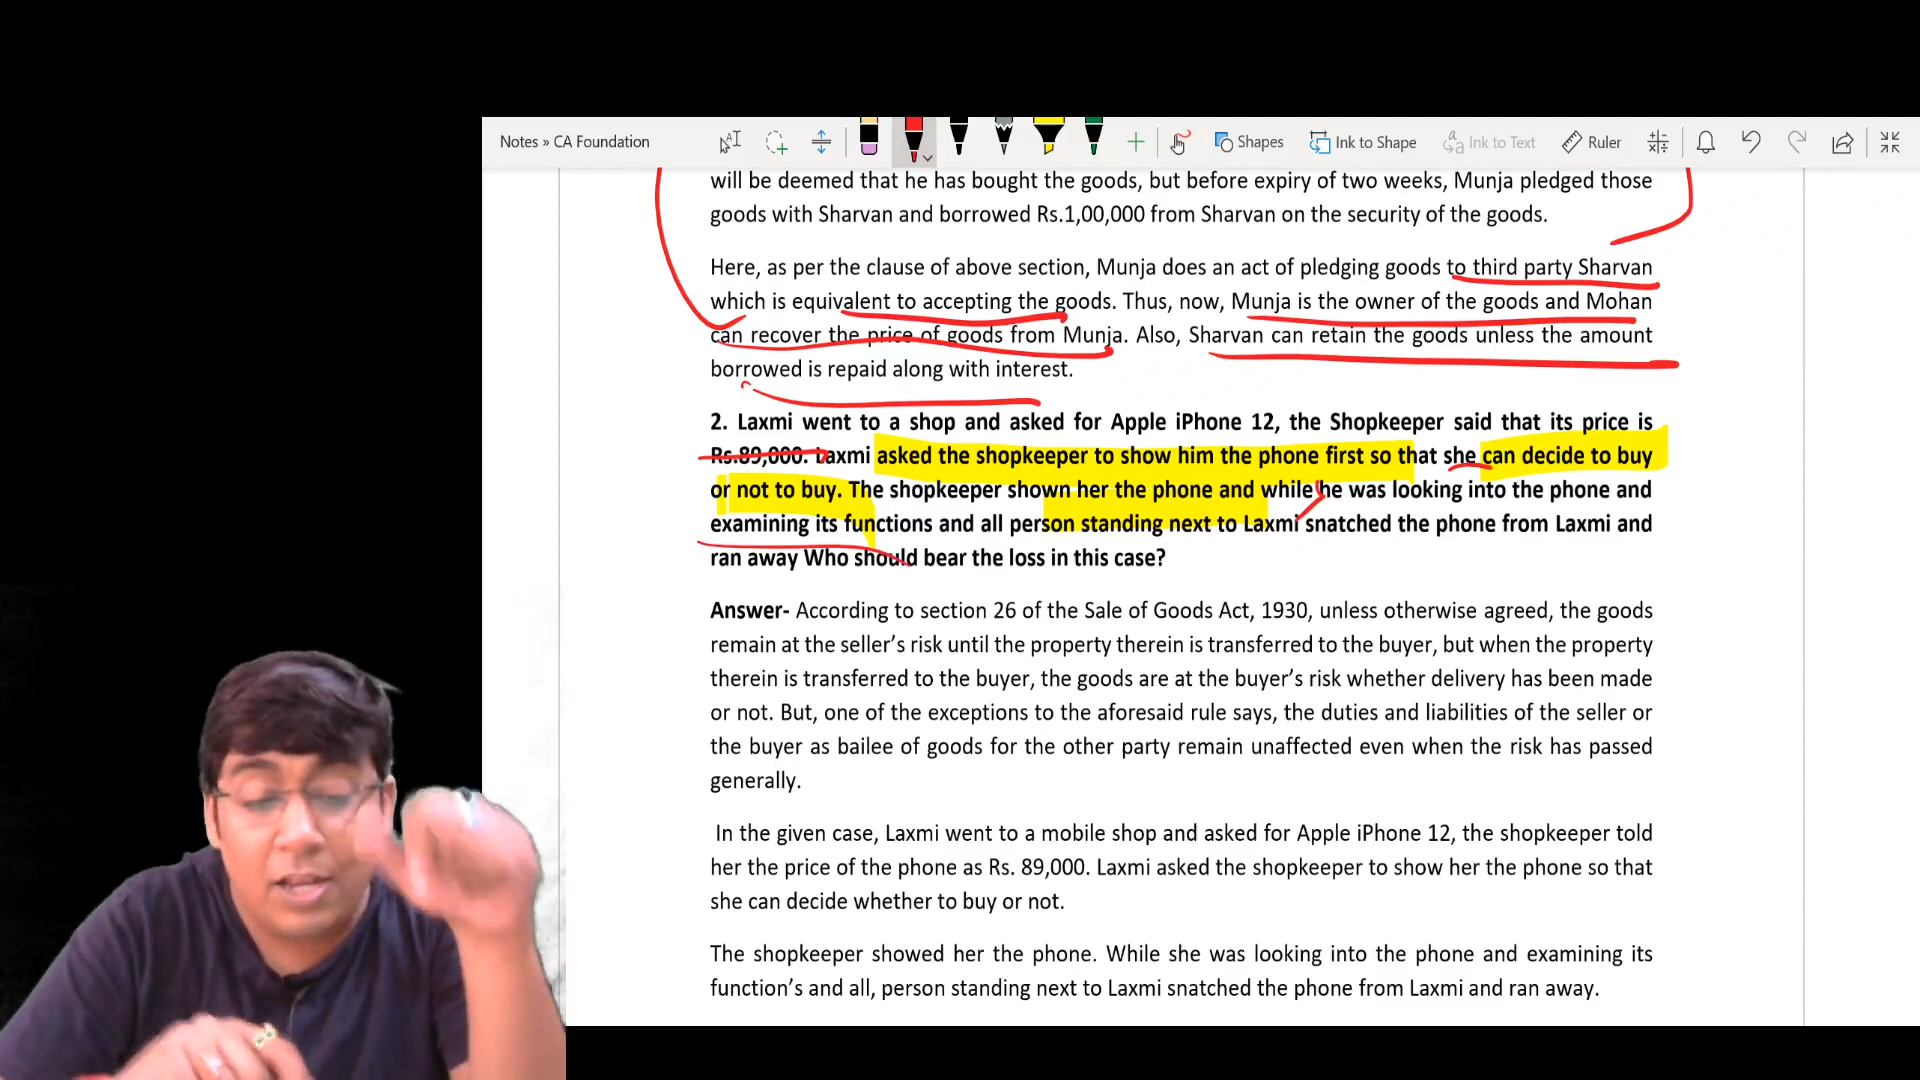 Notes » CA Foundation
Shapes
Ink to Shape
Ink to Text
Ruler
will be deemed that he has bought the goods, but before expiry of two weeks, Munja pledged those
goods with Sharvan and borrowed Rs.1,00,000 from Sharvan on the security of the goods.
Here, as per the clause of above section, Munja does an act of pledging goods to third party Sharvan
which is equivalent to accepting the goods. Thus, now, Munja is the owner of the goods and Mohan
can recover the price of goods from Munja. Also, Sharvan can retain the goods unless the amount
borrowed is repaid along with interest.
2. Laxmi went to a shop and asked for Apple iPhone 12, the Shopkeeper said that its price is
Rs.89,000. Laxmi asked the shopkeeper to show him the phone first so that she can decide to buy
or not to buy. The shopkeeper shown her the phone and while he was looking into the phone and
examining its functions and all person standing next to Laxmi snatched the phone from Laxmi and
ran away Who should bear the loss in this case?
Answer- According to section 26 of the Sale of Goods Act, 1930, unless otherwise agreed, the goods
remain at the seller’s risk until the property therein is transferred to the buyer, but when the property
therein is transferred to the buyer, the goods are at the buyer’s risk whether delivery has been made
or not. But, one of the exceptions to the aforesaid rule says, the duties and liabilities of the seller or
the buyer as bailee of goods for the other party remain unaffected even when the risk has passed
generally.
In the given case, Laxmi went to a mobile shop and asked for Apple iPhone 12, the shopkeeper told
her the price of the phone as Rs. 89,000. Laxmi asked the shopkeeper to show her the phone so that
she can decide whether to buy or not.
The shopkeeper showed her the phone. While she was looking into the phone and examining its
function’s and all, person standing next to Laxmi snatched the phone from Laxmi and ran away.